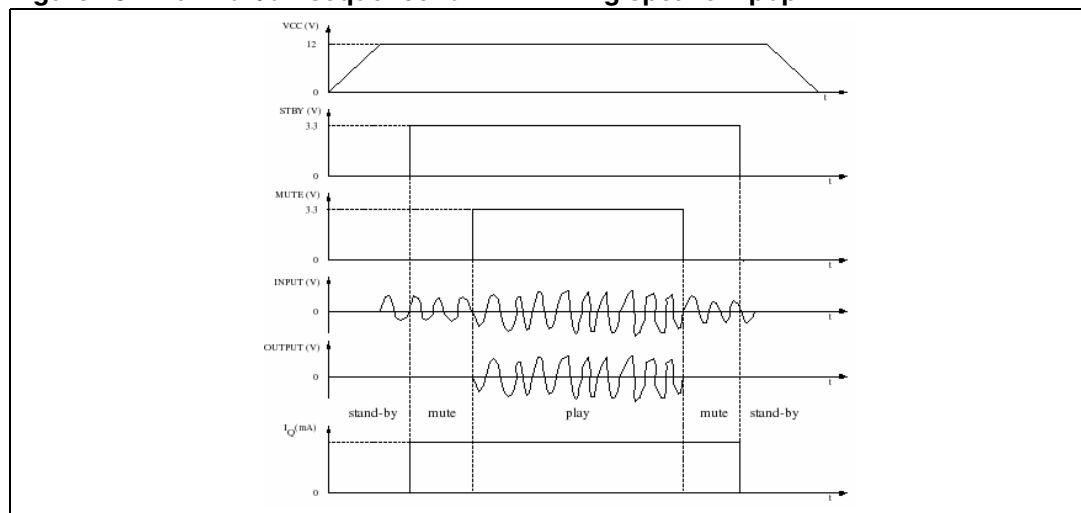 VCC (V)
12
0
t
STBY (V)
3.3
0
t
MUTE (V)
3.3
0
t
INPUT (V)
0
t
OUTPUT (V)
0
t
stand-by mute play mute stand-by
IQ(mA)
0
t